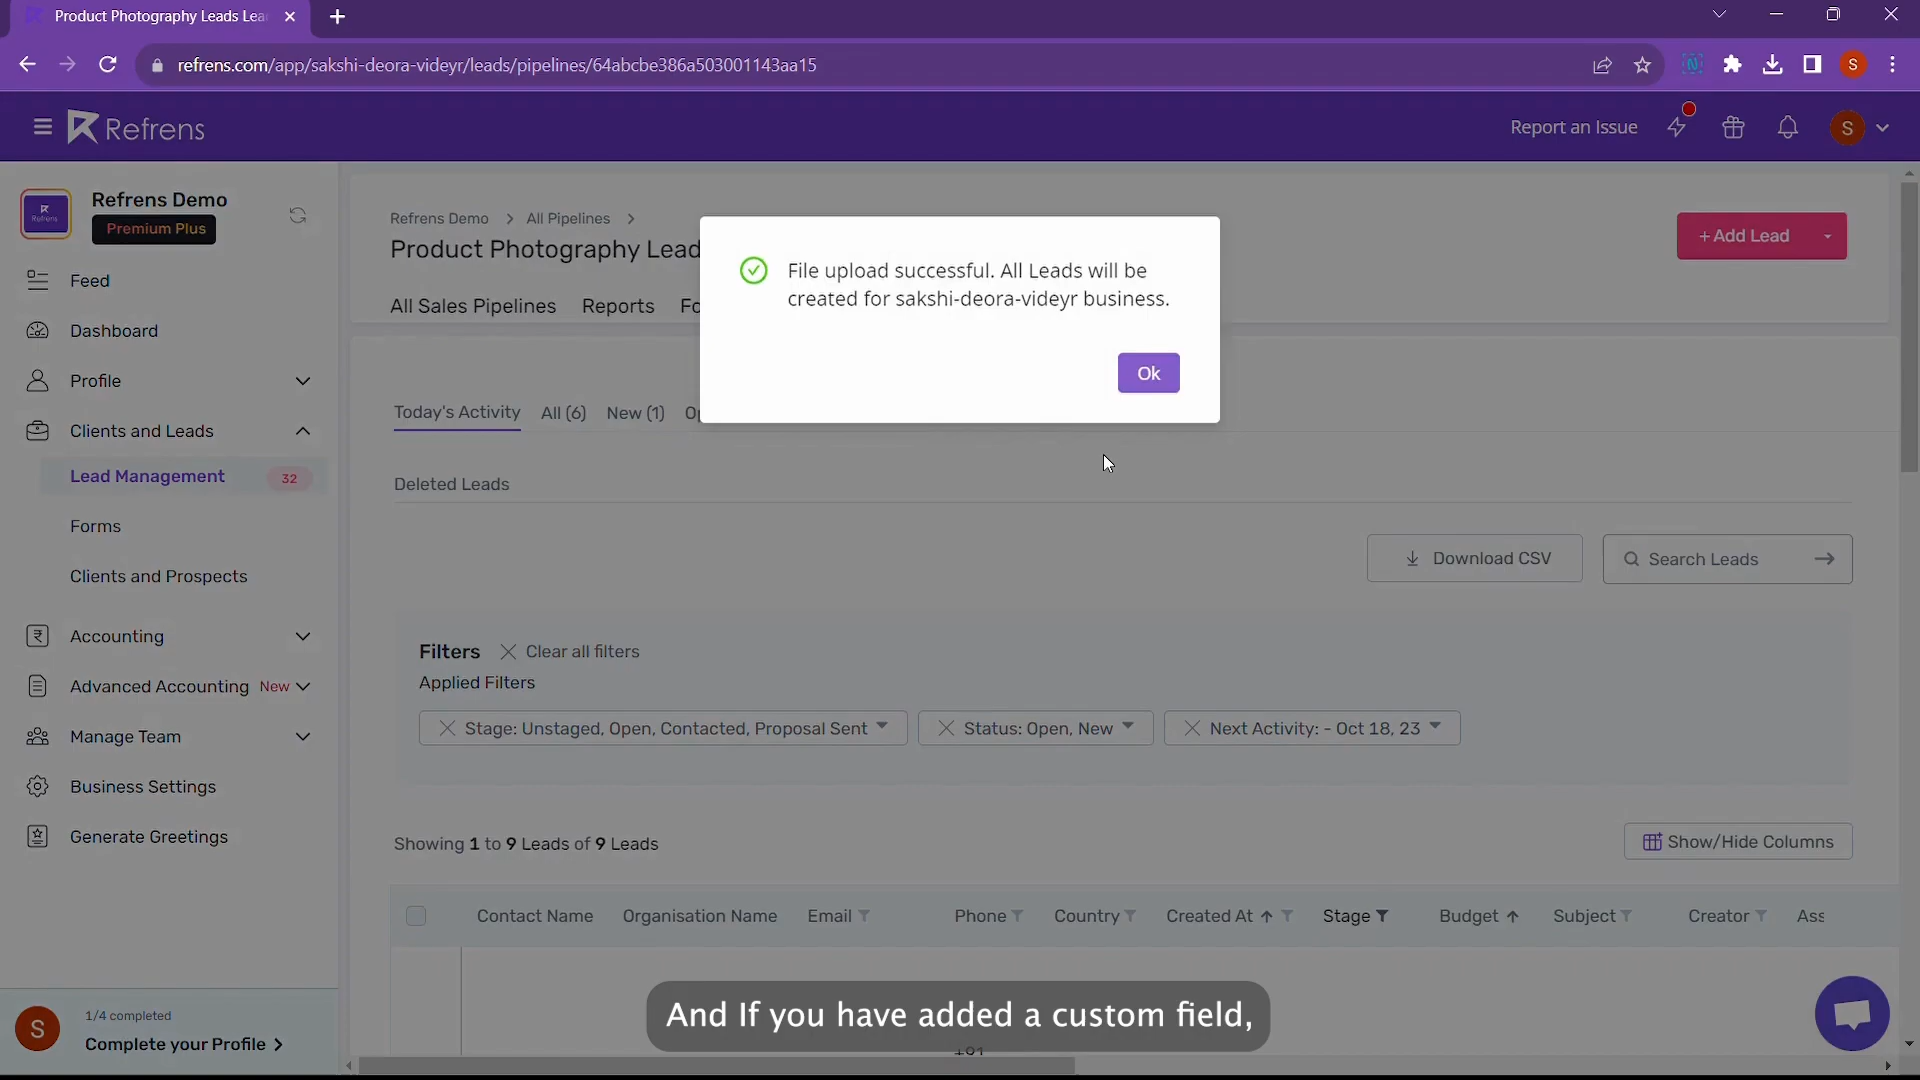 Product Photography Leads Lea
refrens.com/app/sakshi-deora-videyr/leads/pipelines/64abcbe386a503001143aa15
S
Refrens
Report an Issue
S
Refrens
Refrens Demo
Premium Plus
Feed
Dashboard
Profile
Clients and Leads
Lead Management 32
Forms
Clients and Prospects
Accounting
Advanced Accounting New
Manage Team
Business Settings
Generate Greetings
S
1/4 completed
Complete your Profile
Refrens Demo > All Pipelines >
Product Photography Lead
+ Add Lead
All Sales Pipelines Reports Fo
File upload successful. All Leads will be
created for sakshi-deora-videyr business.
Ok
Today's Activity All (6) New (1) Op
Deleted Leads
Download CSV
Search Leads
Filters Clear all filters
Applied Filters
Stage: Unstaged, Open, Contacted, Proposal Sent
Status: Open, New
Next Activity: - Oct 18, 23
Showing 1 to 9 Leads of 9 Leads
Show/Hide Columns
Contact Name Organisation Name Email Phone Country Created At Stage Budget Subject Creator Ass
And If you have added a custom field,